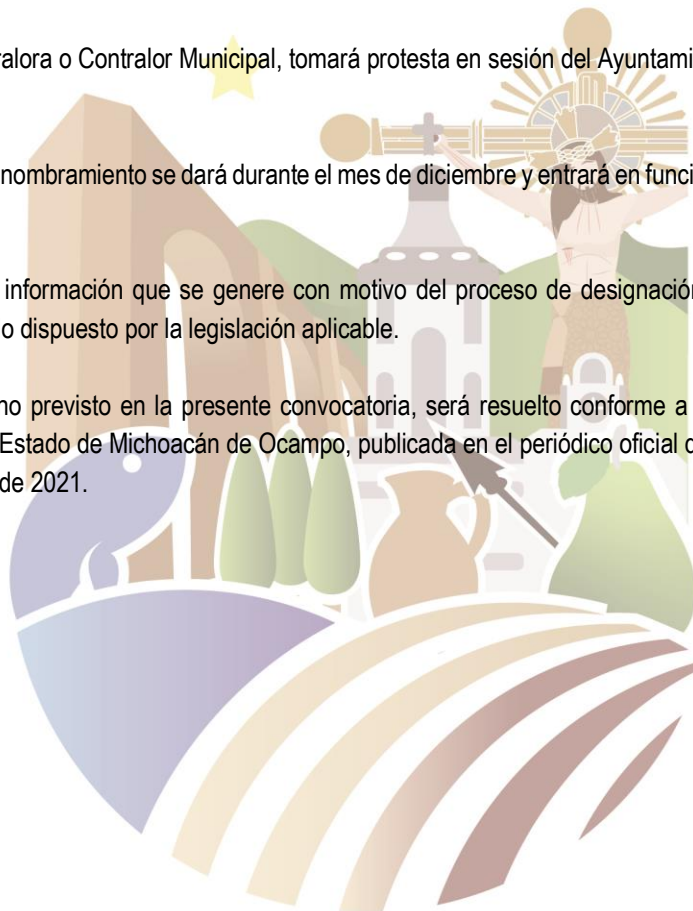 ralora o Contralor Municipal, tomará protesta en sesión del Ayuntami
nombramiento se dará durante el mes de diciembre y entrará en funci
información que se genere con motivo del proceso de designación
o dispuesto por la legislación aplicable.
no previsto en la presente convocatoria, será resuelto conforme a
Estado de Michoacán de Ocampo, publicada en el periódico oficial d
de 2021.